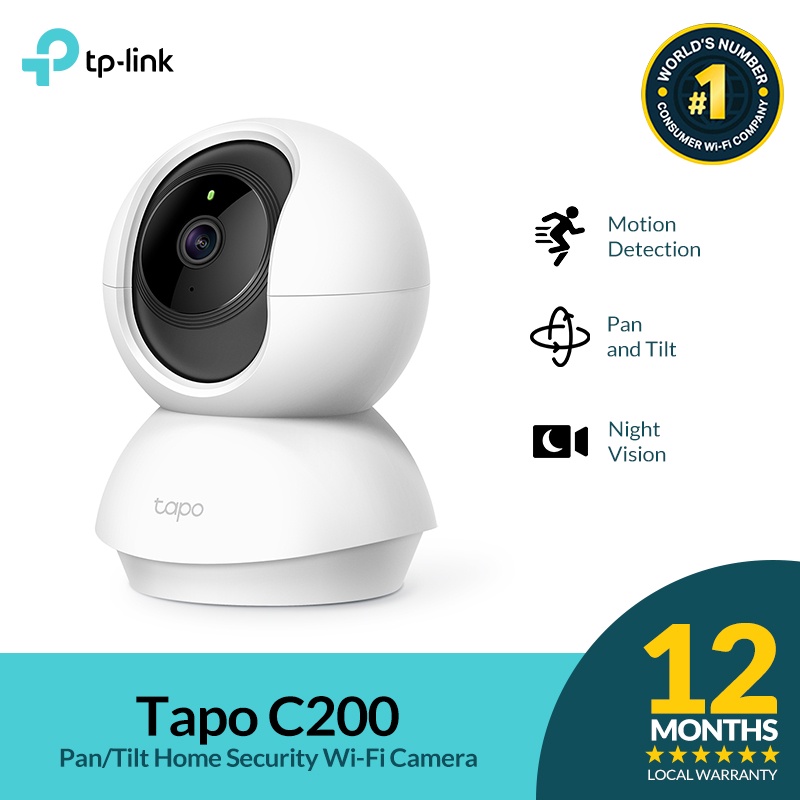 tp-link
WORLD'S NUMBER
#1
CONSUMER Wi-Fi COMPANY
Motion
Detection
Pan
and Tilt
Night
Vision
tapo
Tapo C200
Pan/Tilt Home Security Wi-Fi Camera
12
MONTHS
LOCAL WARRANTY